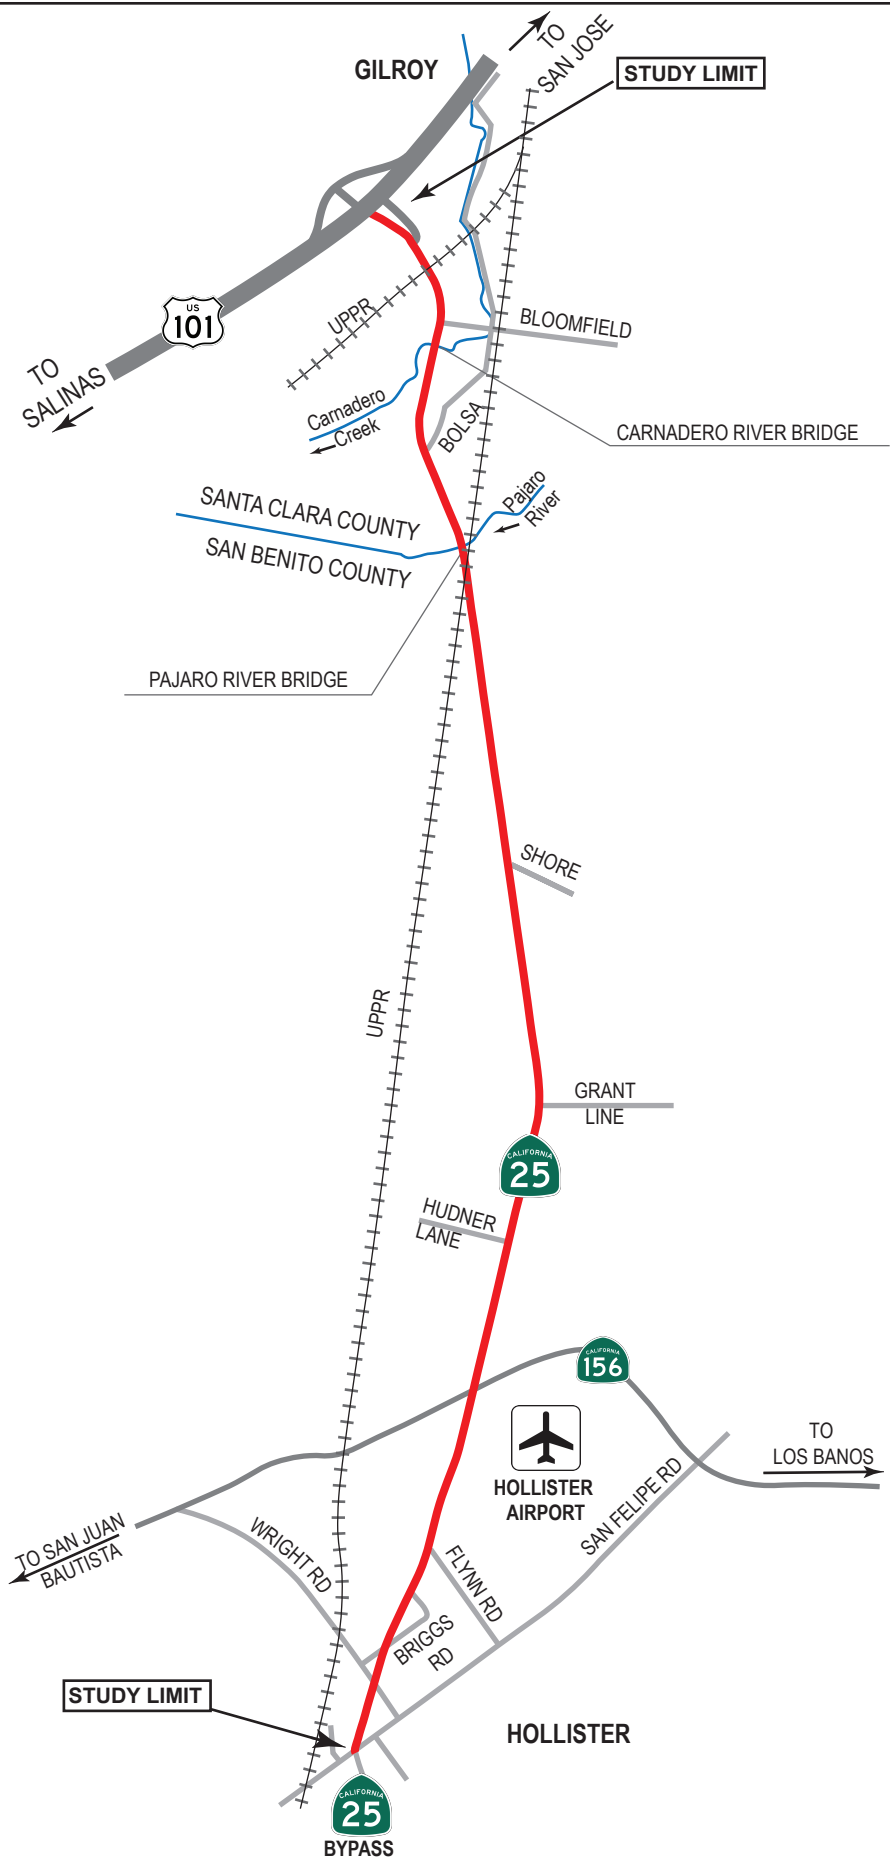 TO
SAN JOSE
GILROY
STUDY LIMIT
US
101
UPPR
BLOOMFIELD
TO
SALINAS
Carnadero
Creek
BOLSA
CARNADERO RIVER BRIDGE
Pajaro
River
SANTA CLARA COUNTY
SAN BENITO COUNTY
PAJARO RIVER BRIDGE
SHORE
UPPR
GRANT
LINE
CALIFORNIA
25
HUDNER
LANE
CALIFORNIA
156
TO
LOS BANOS
HOLLISTER
AIRPORT
SAN FELIPE RD
TO SAN JUAN
BAUTISTA
WRIGHT RD
FLYNN RD
BRIGGS
RD
STUDY LIMIT
HOLLISTER
CALIFORNIA
25
BYPASS